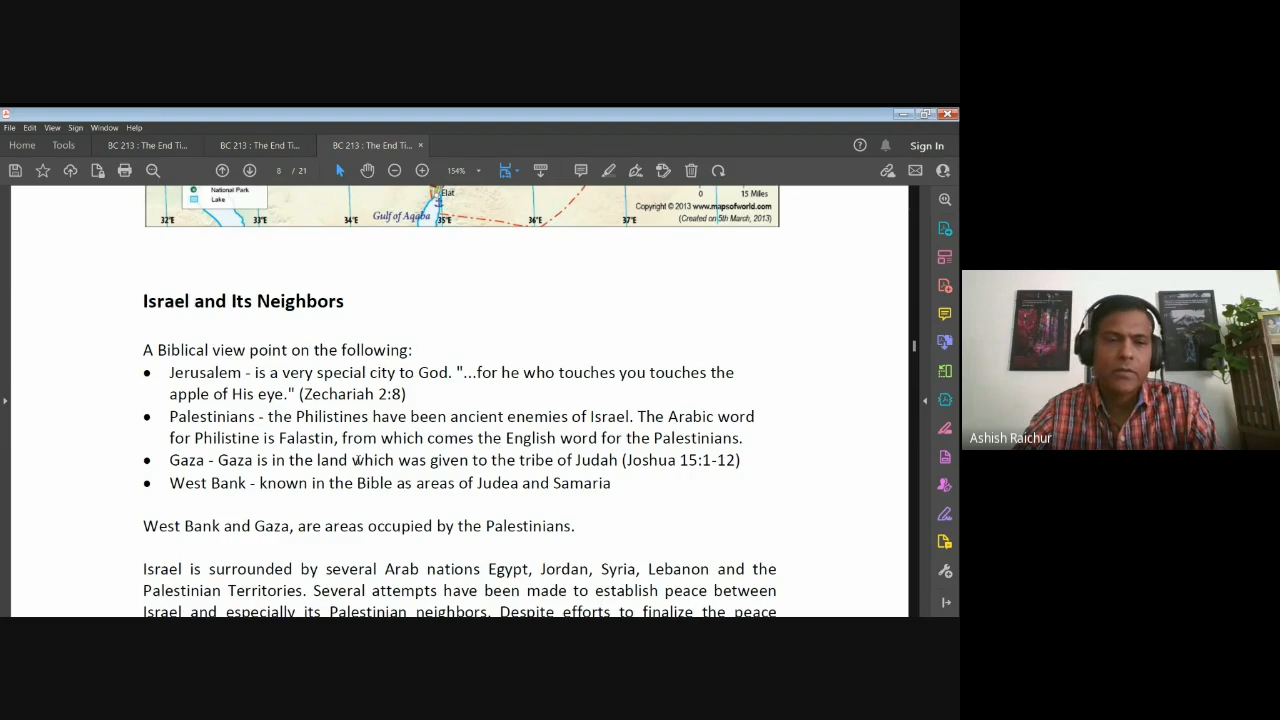 File Edit View Sign Window Help
Home Tools BC 213 : The End Ti... BC 213 : The End Ti... BC 213 : The End Ti... × Sign In
8 / 21 154%
National Park
Lake
Elat
0 15 Miles
Gulf of Aqaba
Copyright © 2013 www.mapsofworld.com
(Created on 5th March, 2013)
32°E 33°E 34°E 35°E 36°E 37°E
Israel and Its Neighbors
A Biblical view point on the following:
• Jerusalem - is a very special city to God. "...for he who touches you touches the
apple of His eye." (Zechariah 2:8)
• Palestinians - the Philistines have been ancient enemies of Israel. The Arabic word
for Philistine is Falastin, from which comes the English word for the Palestinians.
• Gaza - Gaza is in the land which was given to the tribe of Judah (Joshua 15:1-12)
• West Bank - known in the Bible as areas of Judea and Samaria
West Bank and Gaza, are areas occupied by the Palestinians.
Israel is surrounded by several Arab nations Egypt, Jordan, Syria, Lebanon and the
Palestinian Territories. Several attempts have been made to establish peace between
Israel and especially its Palestinian neighbors. Despite efforts to finalize the peace
Ashish Raichur